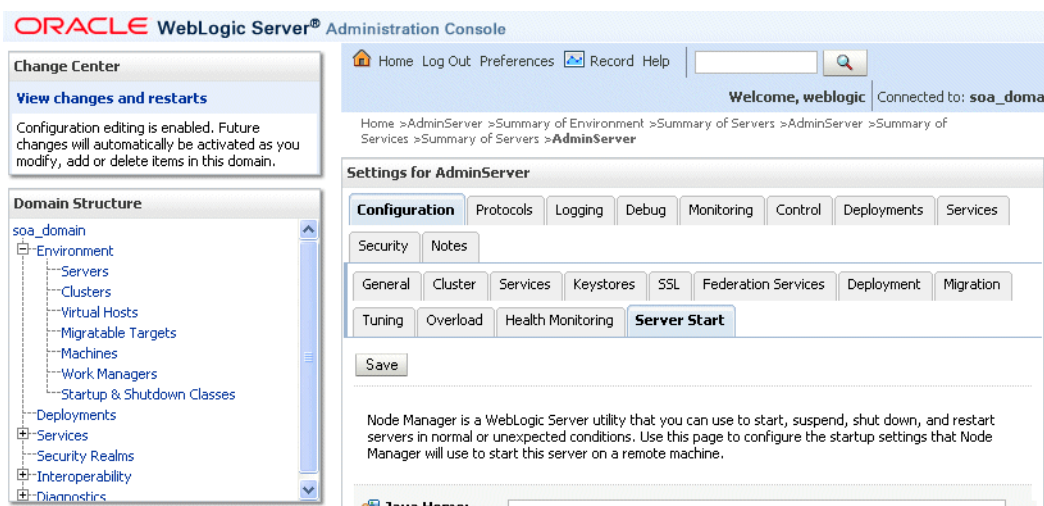 ORACLE WebLogic Server® Administration Console
Change Center
View changes and restarts
Configuration editing is enabled. Future
changes will automatically be activated as you
modify, add or delete items in this domain.
Domain Structure
soa_domain
Environment
Servers
Clusters
Virtual Hosts
Migratable Targets
Machines
Work Managers
Startup & Shutdown Classes
Deployments
Services
Security Realms
Interoperability
Diagnostics
Home Log Out Preferences Record Help
Welcome, weblogic Connected to: soa_doma
Home >AdminServer >Summary of Environment >Summary of Servers >AdminServer >Summary of
Services >Summary of Servers >AdminServer
Settings for AdminServer
Configuration Protocols Logging Debug Monitoring Control Deployments Services
Security Notes
General Cluster Services Keystores SSL Federation Services Deployment Migration
Tuning Overload Health Monitoring Server Start
Save
Node Manager is a WebLogic Server utility that you can use to start, suspend, shut down, and restart
servers in normal or unexpected conditions. Use this page to configure the startup settings that Node
Manager will use to start this server on a remote machine.
Java Home: